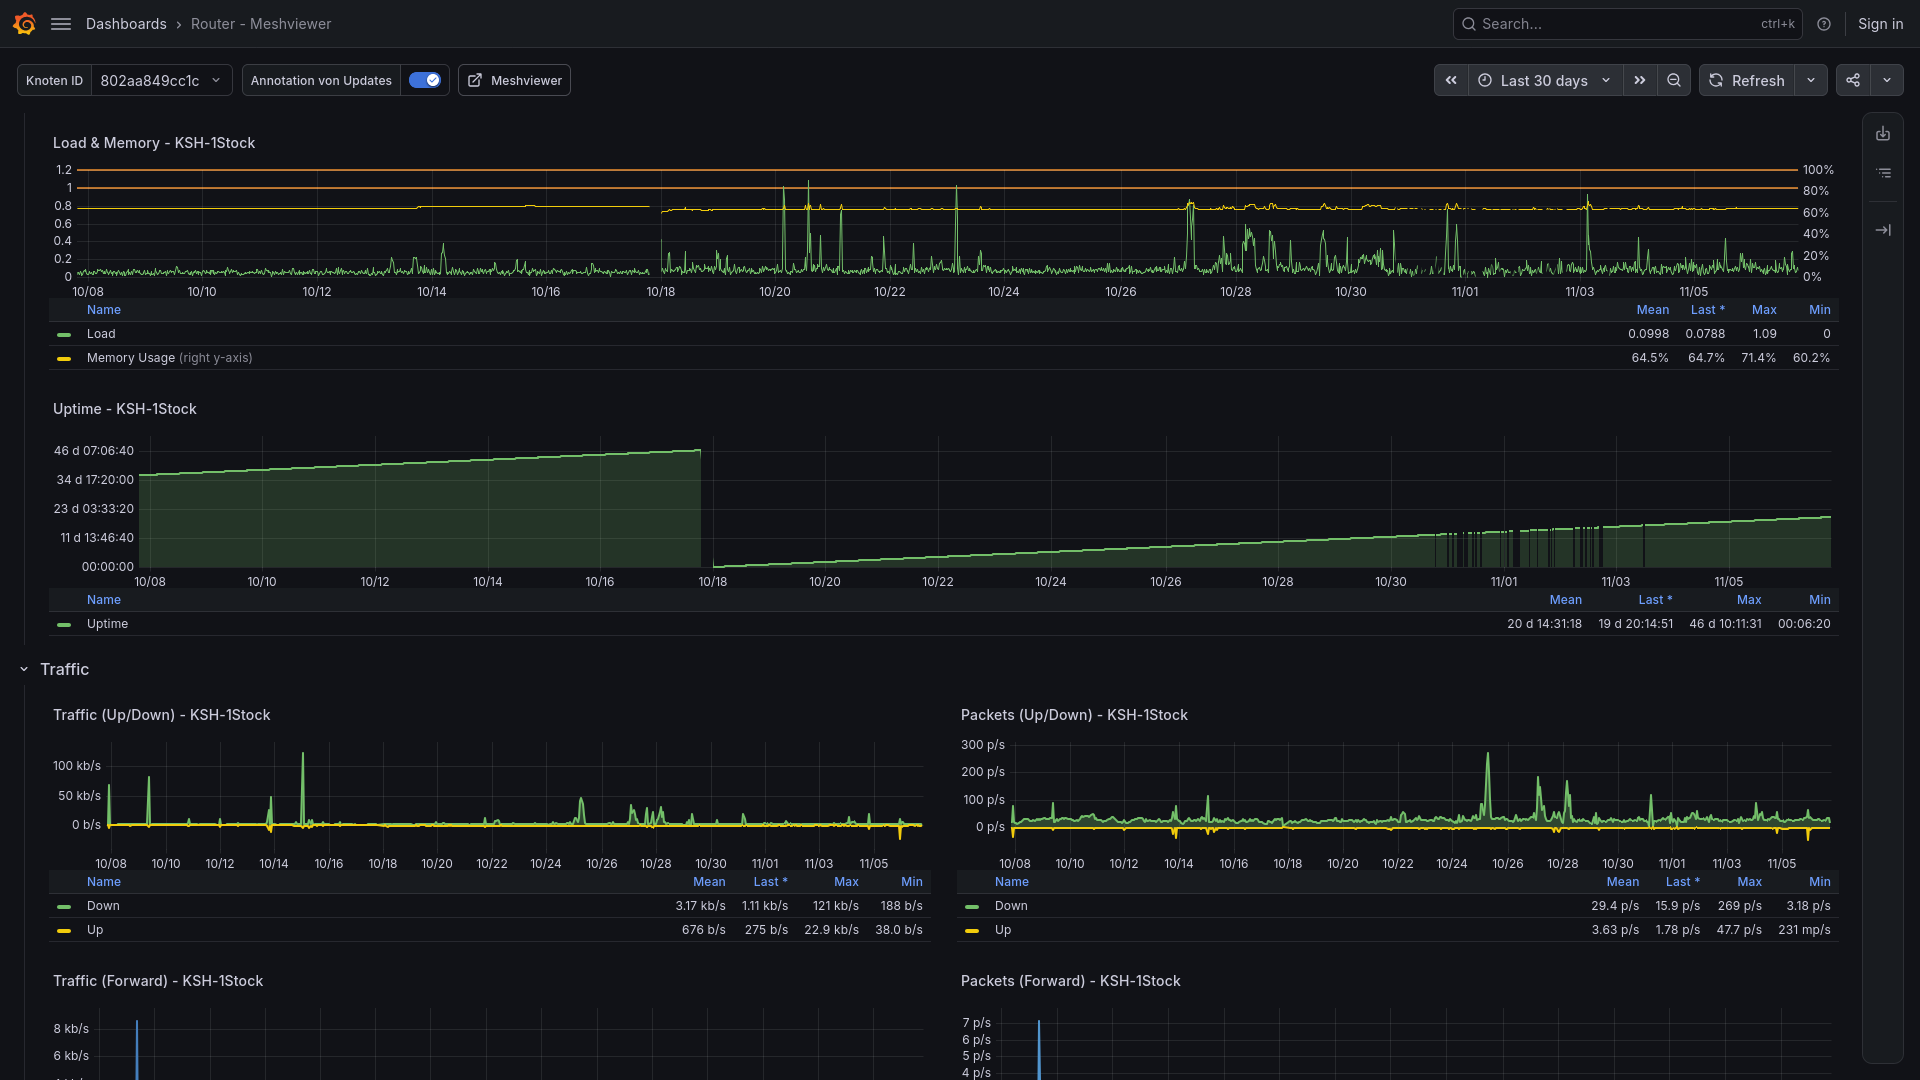 Dashboards › Router - Meshviewer Search... ctrl+k Sign in
Knoten ID 802aa849cc1c Annotation von Updates Meshviewer Last 30 days Refresh
Load & Memory - KSH-1Stock
1.2 100%
1 80%
0.8 60%
0.6 40%
0.4 20%
0.2 0%
0
10/08 10/10 10/12 10/14 10/16 10/18 10/20 10/22 10/24 10/26 10/28 10/30 11/01 11/03 11/05
Name Mean Last * Max Min
Load 0.0998 0.0788 1.09 0
Memory Usage (right y-axis) 64.5% 64.7% 71.4% 60.2%
Uptime - KSH-1Stock
46 d 07:06:40
34 d 17:20:00
23 d 03:33:20
11 d 13:46:40
00:00:00
10/08 10/10 10/12 10/14 10/16 10/18 10/20 10/22 10/24 10/26 10/28 10/30 11/01 11/03 11/05
Name Mean Last * Max Min
Uptime 20 d 14:31:18 19 d 20:14:51 46 d 10:11:31 00:06:20
Traffic
Traffic (Up/Down) - KSH-1Stock
100 kb/s
50 kb/s
0 b/s
10/08 10/10 10/12 10/14 10/16 10/18 10/20 10/22 10/24 10/26 10/28 10/30 11/01 11/03 11/05
Name Mean Last * Max Min
Down 3.17 kb/s 1.11 kb/s 121 kb/s 188 b/s
Up 676 b/s 275 b/s 22.9 kb/s 38.0 b/s
Packets (Up/Down) - KSH-1Stock
300 p/s
200 p/s
100 p/s
0 p/s
10/08 10/10 10/12 10/14 10/16 10/18 10/20 10/22 10/24 10/26 10/28 10/30 11/01 11/03 11/05
Name Mean Last * Max Min
Down 29.4 p/s 15.9 p/s 269 p/s 3.18 p/s
Up 3.63 p/s 1.78 p/s 47.7 p/s 231 mp/s
Traffic (Forward) - KSH-1Stock
8 kb/s
6 kb/s
Packets (Forward) - KSH-1Stock
7 p/s
6 p/s
5 p/s
4 p/s